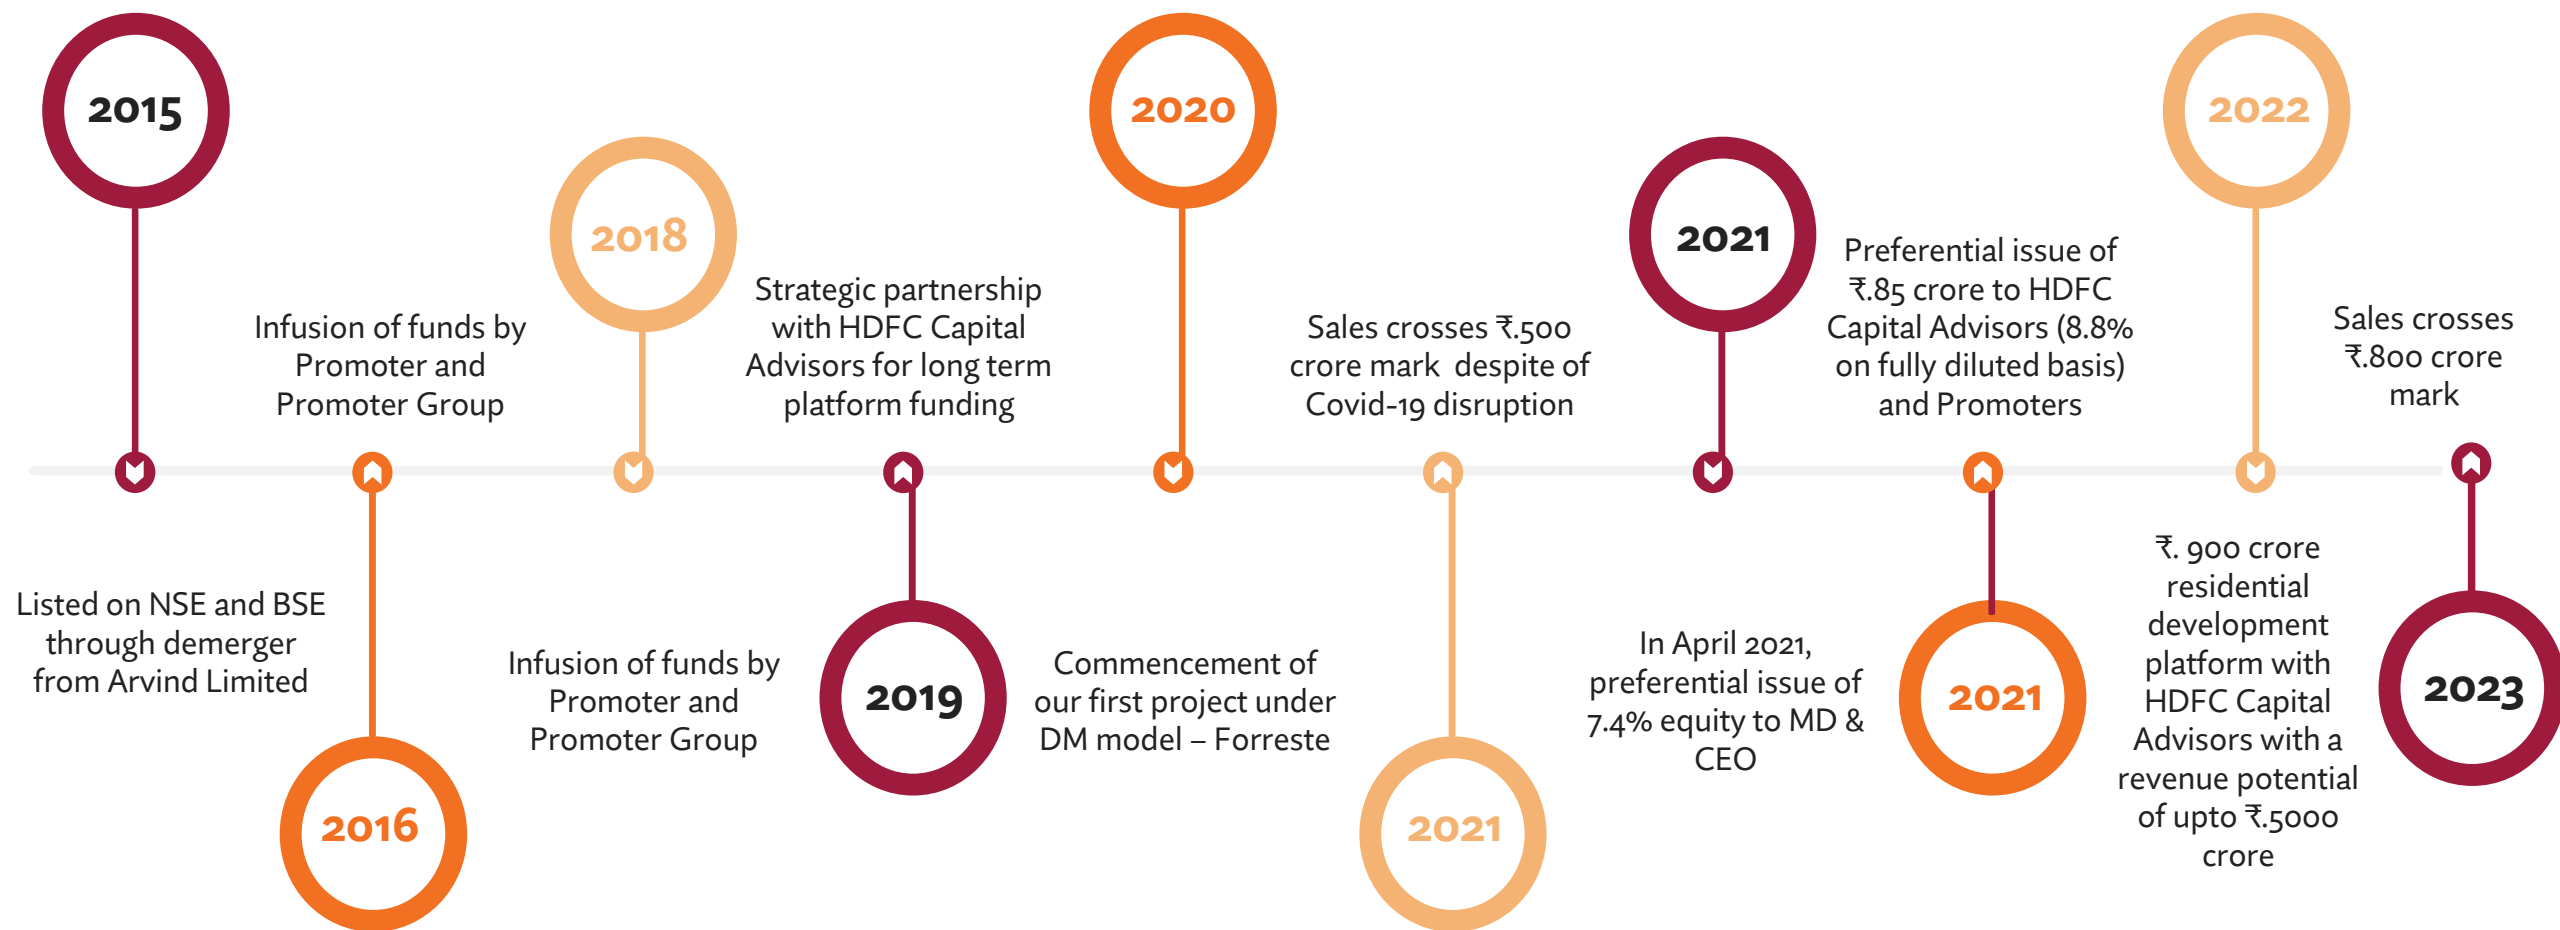 2015
Listed on NSE and BSE
through demerger
from Arvind Limited
Infusion of funds by
Promoter and
Promoter Group
2016
2018
Infusion of funds by
Promoter and
Promoter Group
Strategic partnership
with HDFC Capital
Advisors for long term
platform funding
2019
2020
Commencement of
our first project under
DM model – Forreste
Sales crosses ₹.500
crore mark  despite of
Covid-19 disruption
2021
2021
In April 2021,
preferential issue of
7.4% equity to MD &
CEO
Preferential issue of
₹.85 crore to HDFC
Capital Advisors (8.8%
on fully diluted basis)
and Promoters
2021
2022
₹. 900 crore
residential
development
platform with
HDFC Capital
Advisors with a
revenue potential
of upto ₹.5000
crore
Sales crosses
₹.800 crore
mark
2023